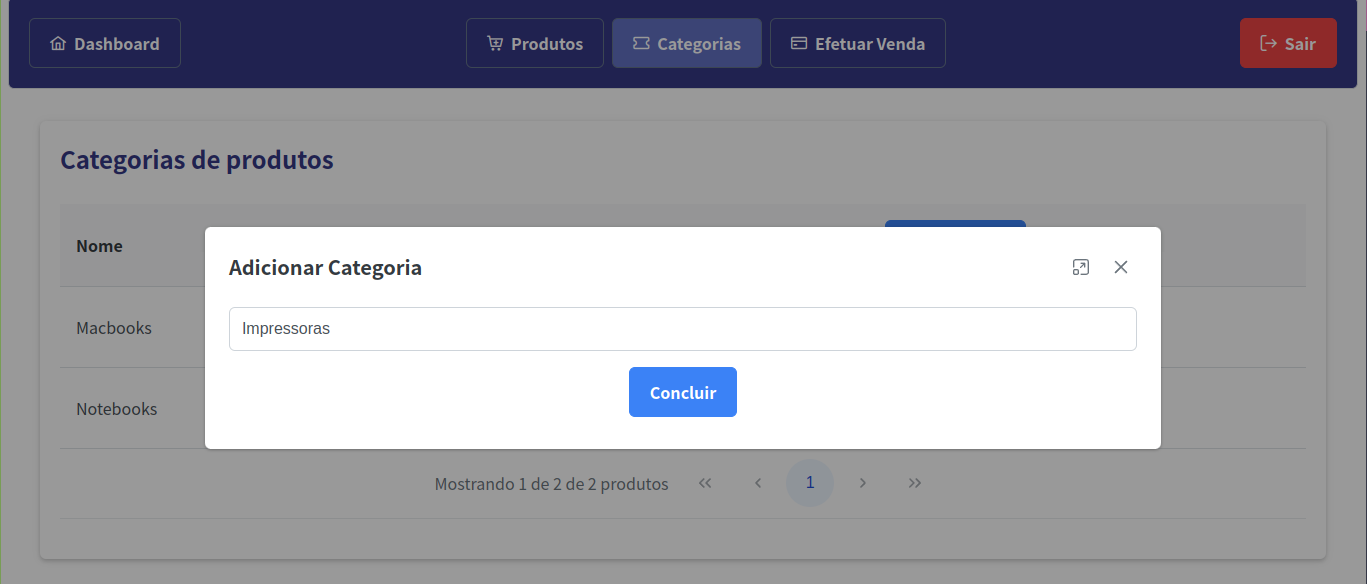 Dashboard
Produtos
Categorias
Efetuar Venda
Sair
Categorias de produtos
Nome
Adicionar Categoria
Impressoras
Concluir
Macbooks
Notebooks
Mostrando 1 de 2 de 2 produtos
1